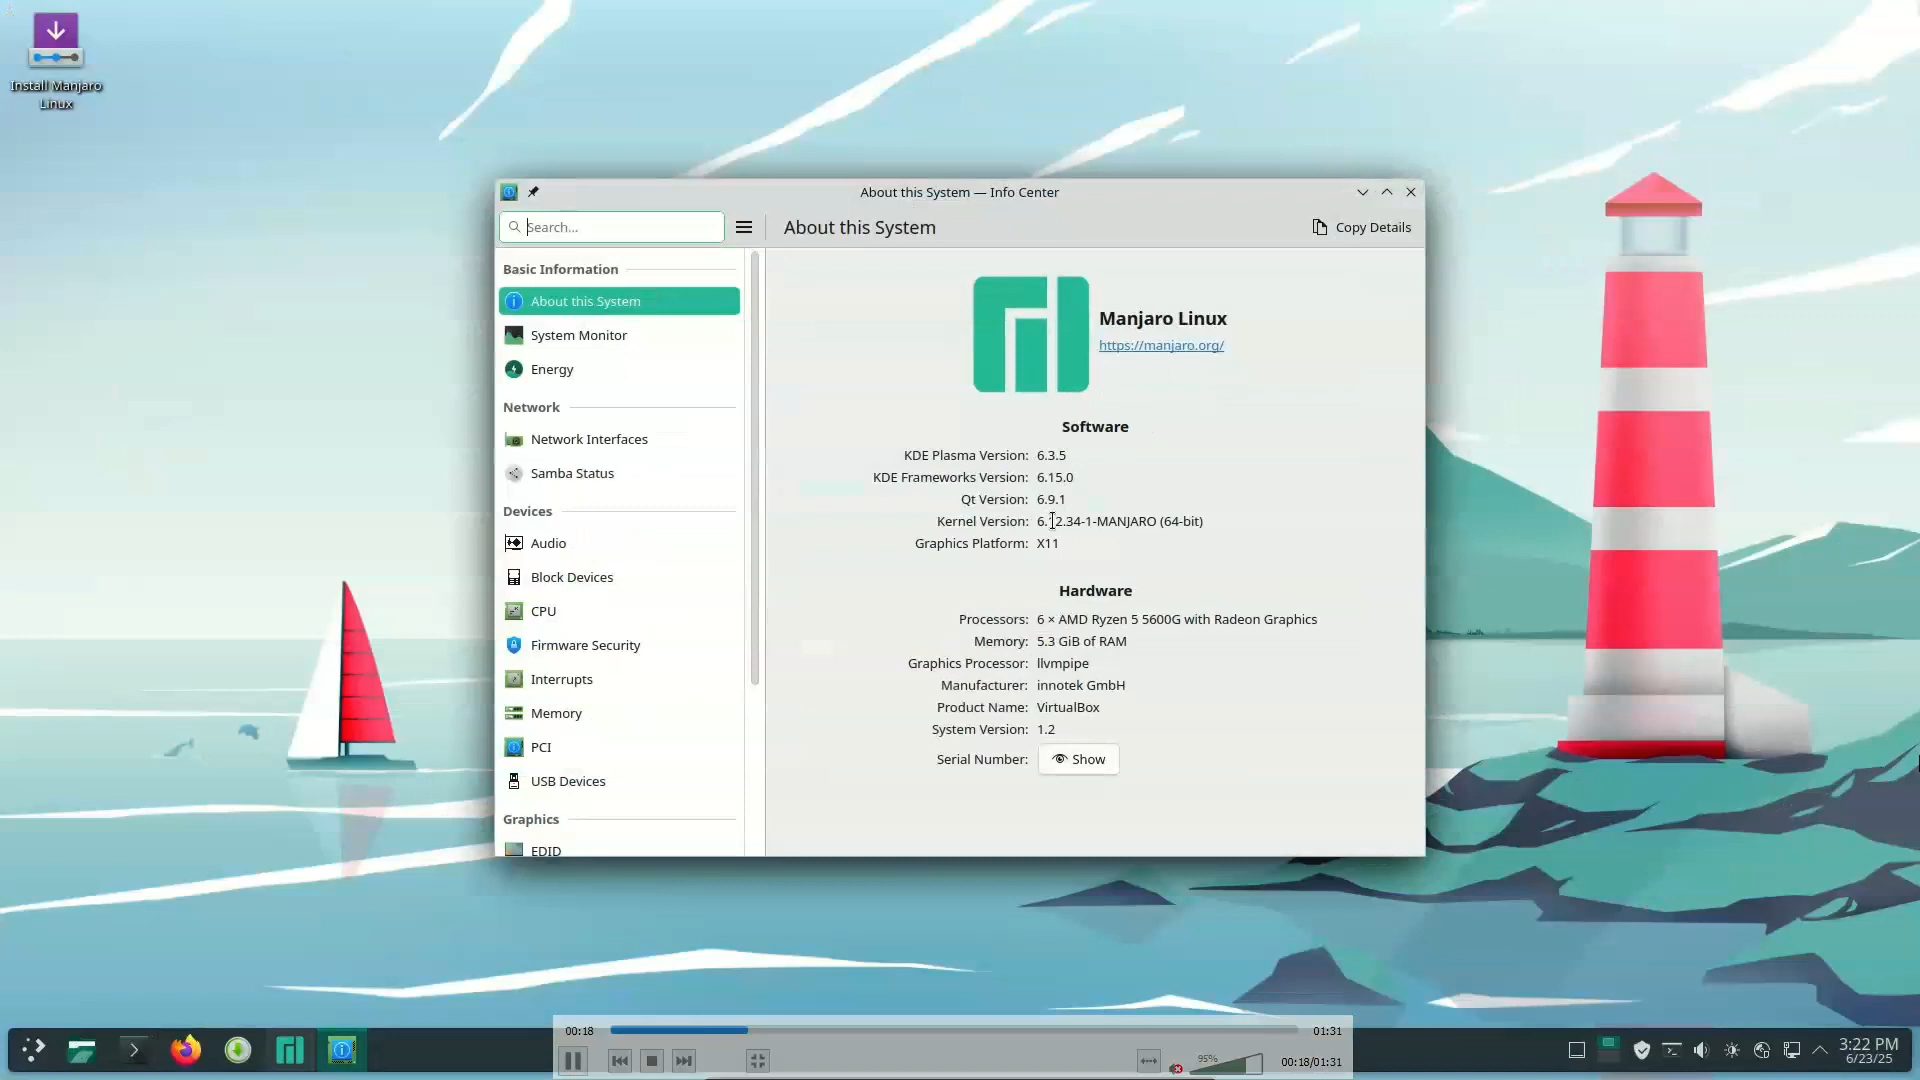 Install Manjaro
Linux
About this System — Info Center
Search...
About this System
Copy Details
Basic Information
About this System
System Monitor
Energy
Network
Network Interfaces
Samba Status
Devices
Audio
Block Devices
CPU
Firmware Security
Interrupts
Memory
PCI
USB Devices
Graphics
EDID
Manjaro Linux
https://manjaro.org/
Software
KDE Plasma Version: 6.3.5
KDE Frameworks Version: 6.15.0
Qt Version: 6.9.1
Kernel Version: 6.12.34-1-MANJARO (64-bit)
Graphics Platform: X11
Hardware
Processors: 6 × AMD Ryzen 5 5600G with Radeon Graphics
Memory: 5.3 GiB of RAM
Graphics Processor: llvmpipe
Manufacturer: innotek GmbH
Product Name: VirtualBox
System Version: 1.2
Serial Number: Show
00:18
01:31
95%
00:18/01:31
3:22 PM
6/23/25